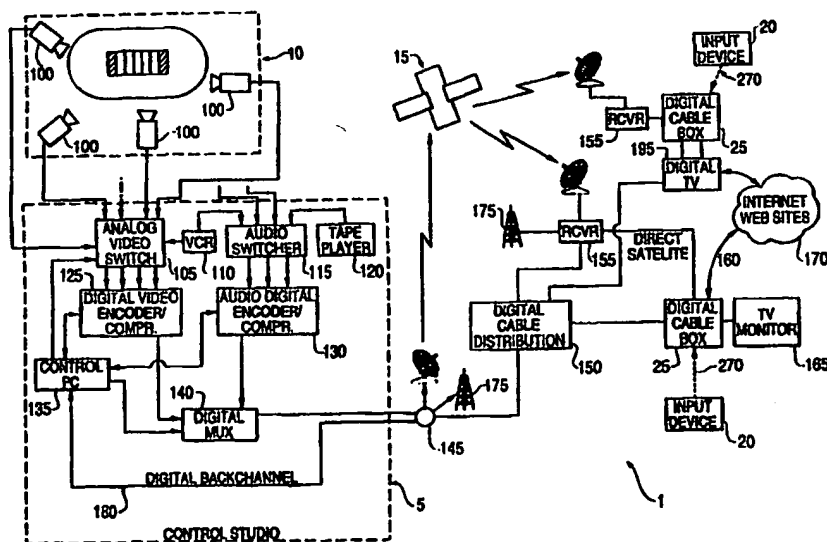 100
10
100
100
100
15
INPUT
DEVICE
20
270
RCVR
155
DIGITAL
CABLE
BOX
25
195
DIGITAL
TV
INTERNET
WEB SITES
170
ANALOG
VIDEO
SWITCH
105
VCR
110
AUDIO
SWITCHER
115
TAPE
PLAYER
120
175
RCVR
155
DIRECT
SATELITE
160
125
DIGITAL VIDEO
ENCODER/
COMPR.
AUDIO DIGITAL
ENCODER/
COMPR.
130
DIGITAL
CABLE
DISTRIBUTION
150
DIGITAL
CABLE
BOX
25
TV
MONITOR
165
270
CONTROL
PC
135
140
DIGITAL
MUX
175
145
INPUT
DEVICE
20
DIGITAL BACKCHANNEL
180
5
1
CONTROL STUDIO